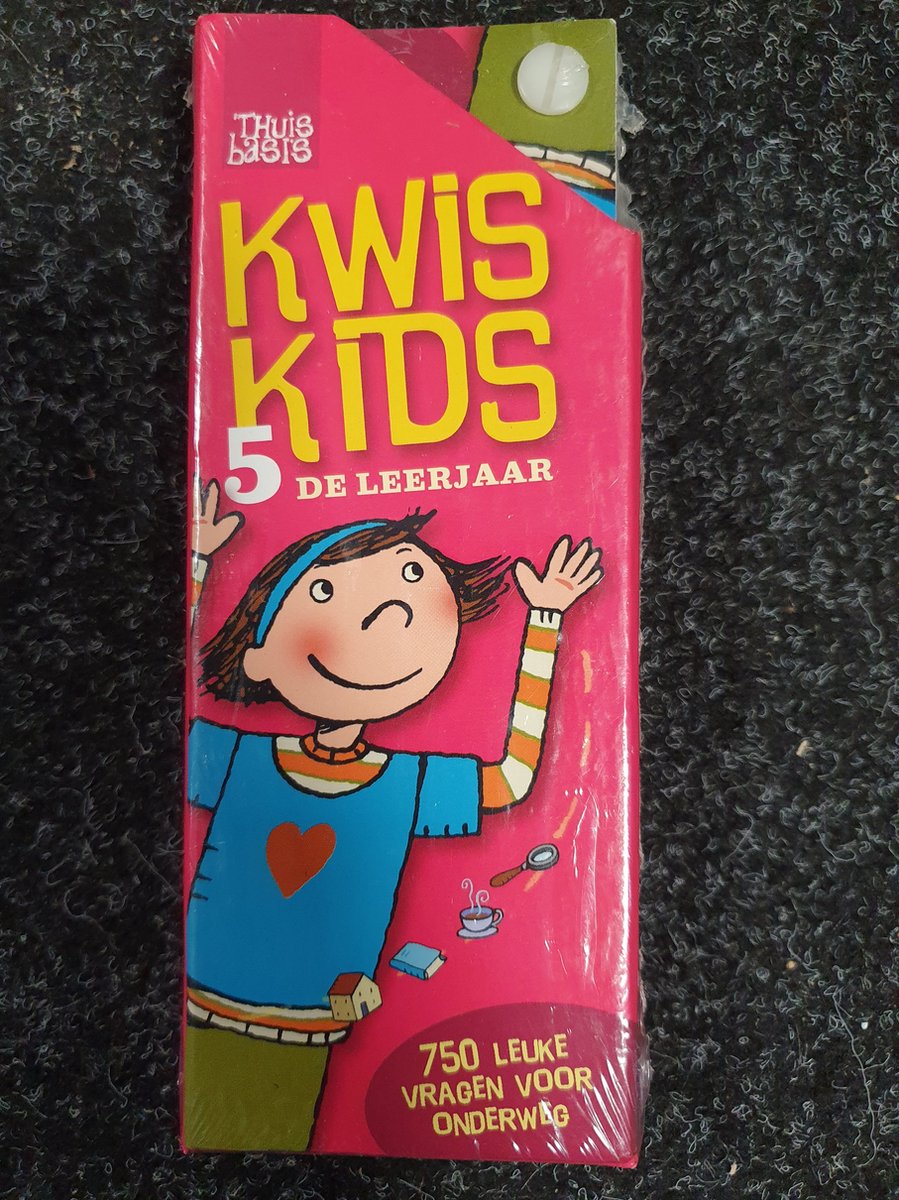 THuis
basis
KWiS
KiDS
5 DE LEERJAAR
750 LEUKE
VRAGEN VOOR
ONDERWEG